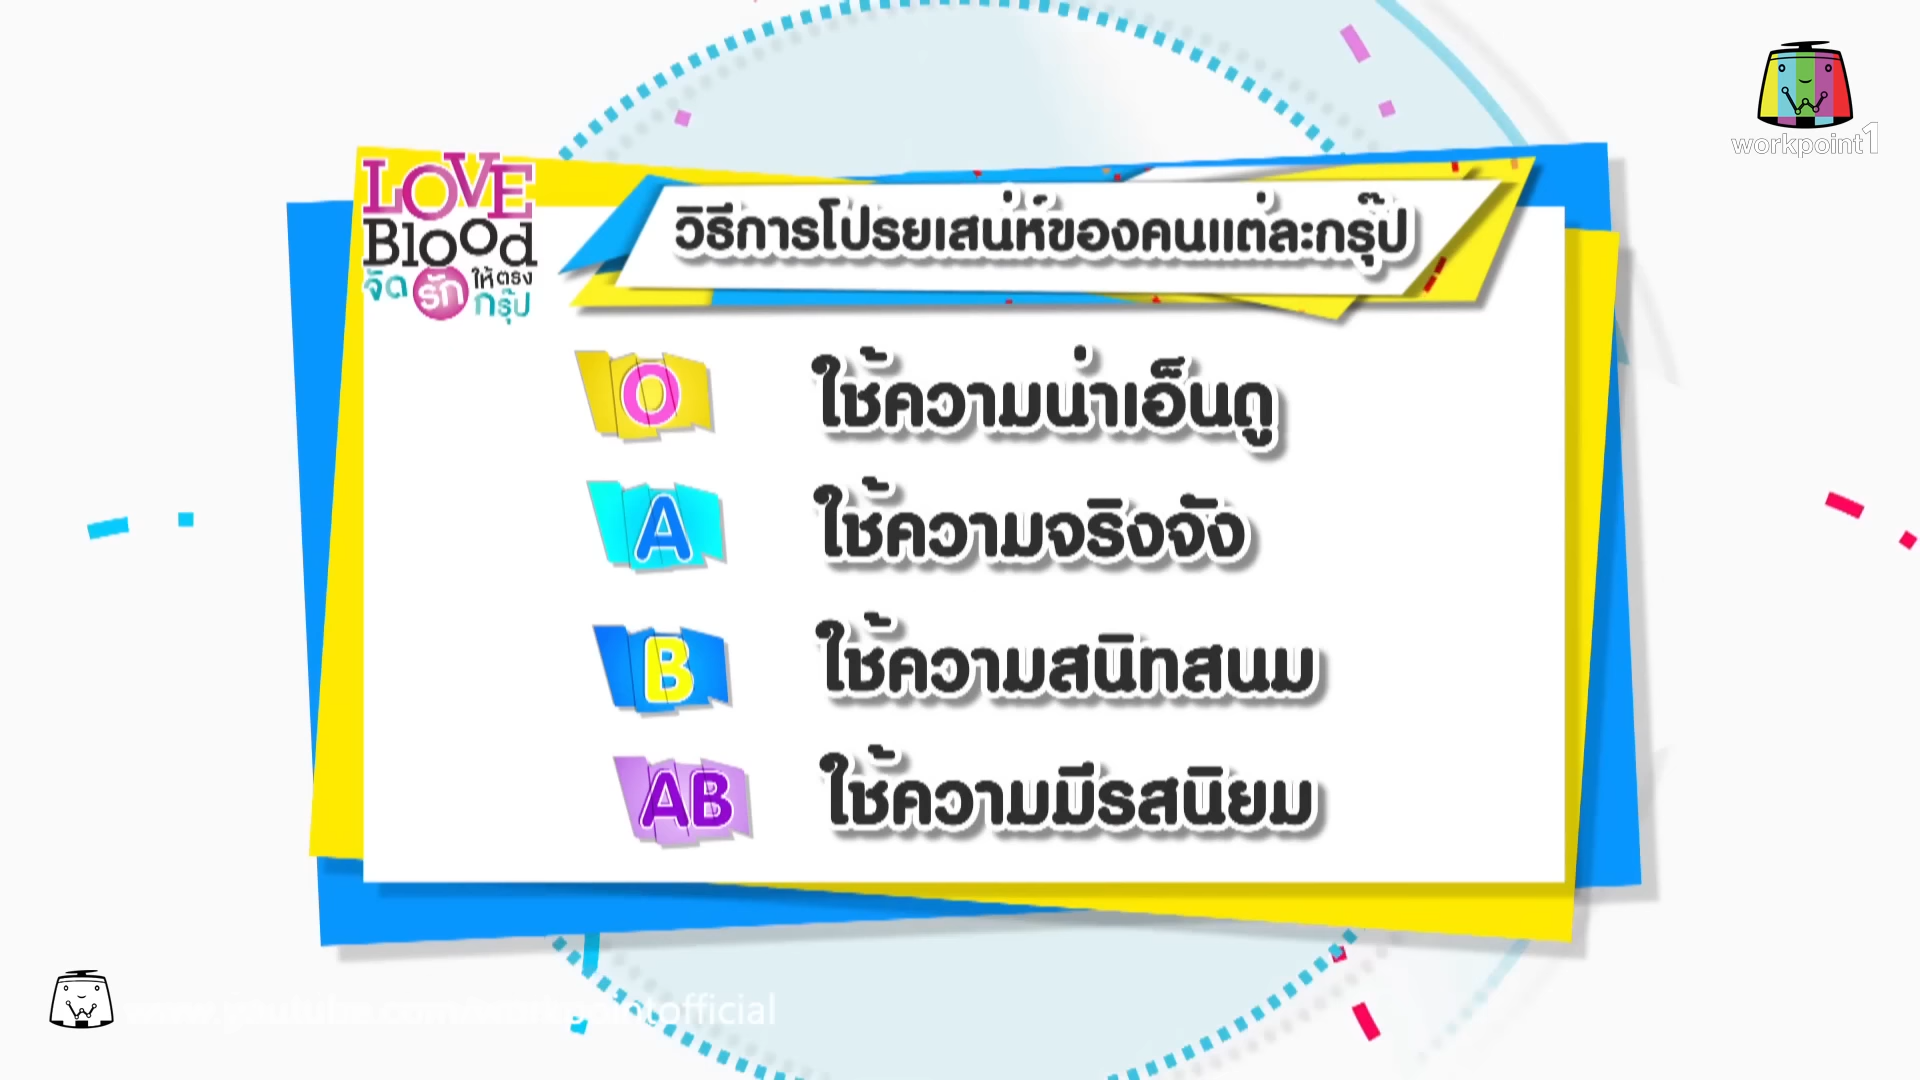 workpoint1
LOVE
Blood
จัดรักให้ตรง
กรุ๊ป
วิธีการโปรยเสน่ห์ของคนแต่ละกรุ๊ป
O ใช้ความน่าเอ็นดู
A ใช้ความจริงจัง
B ใช้ความสนิทสนม
AB ใช้ความมีรสนิยม
www.youtube.com/workpointofficial